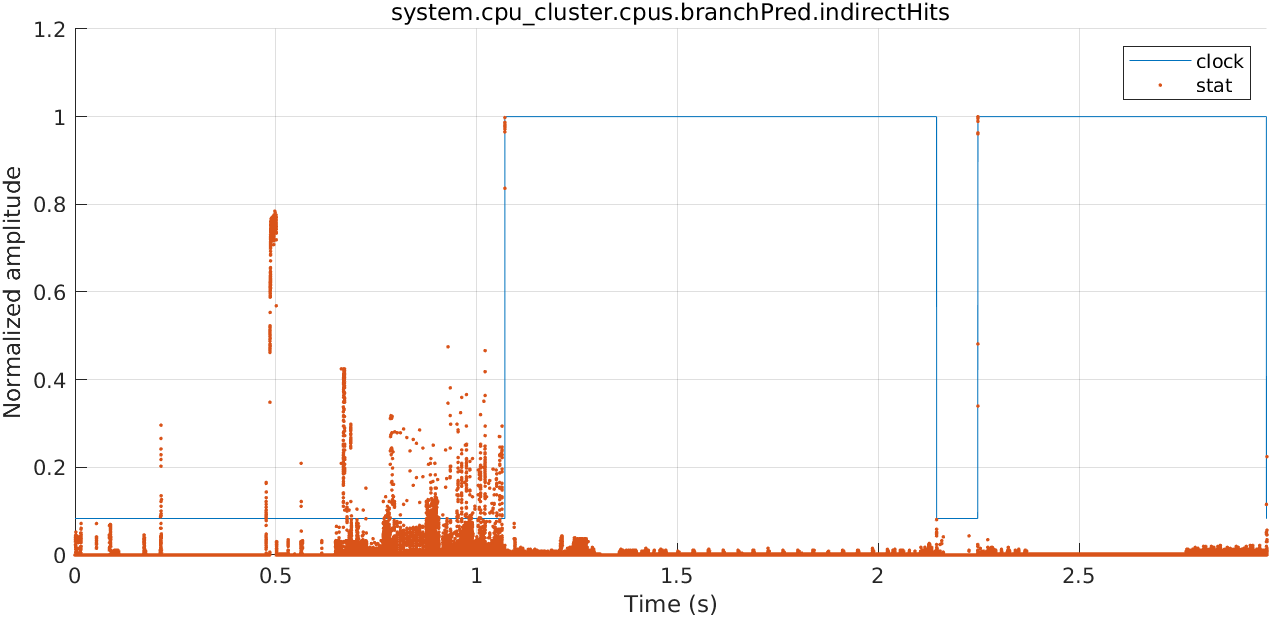 system.cpu_cluster.cpus.branchPred.indirectHits
1.2
1
0.8
0.6
0.4
0.2
0
Normalized amplitude
clock
stat
0 0.5 1 1.5 2 2.5
Time (s)